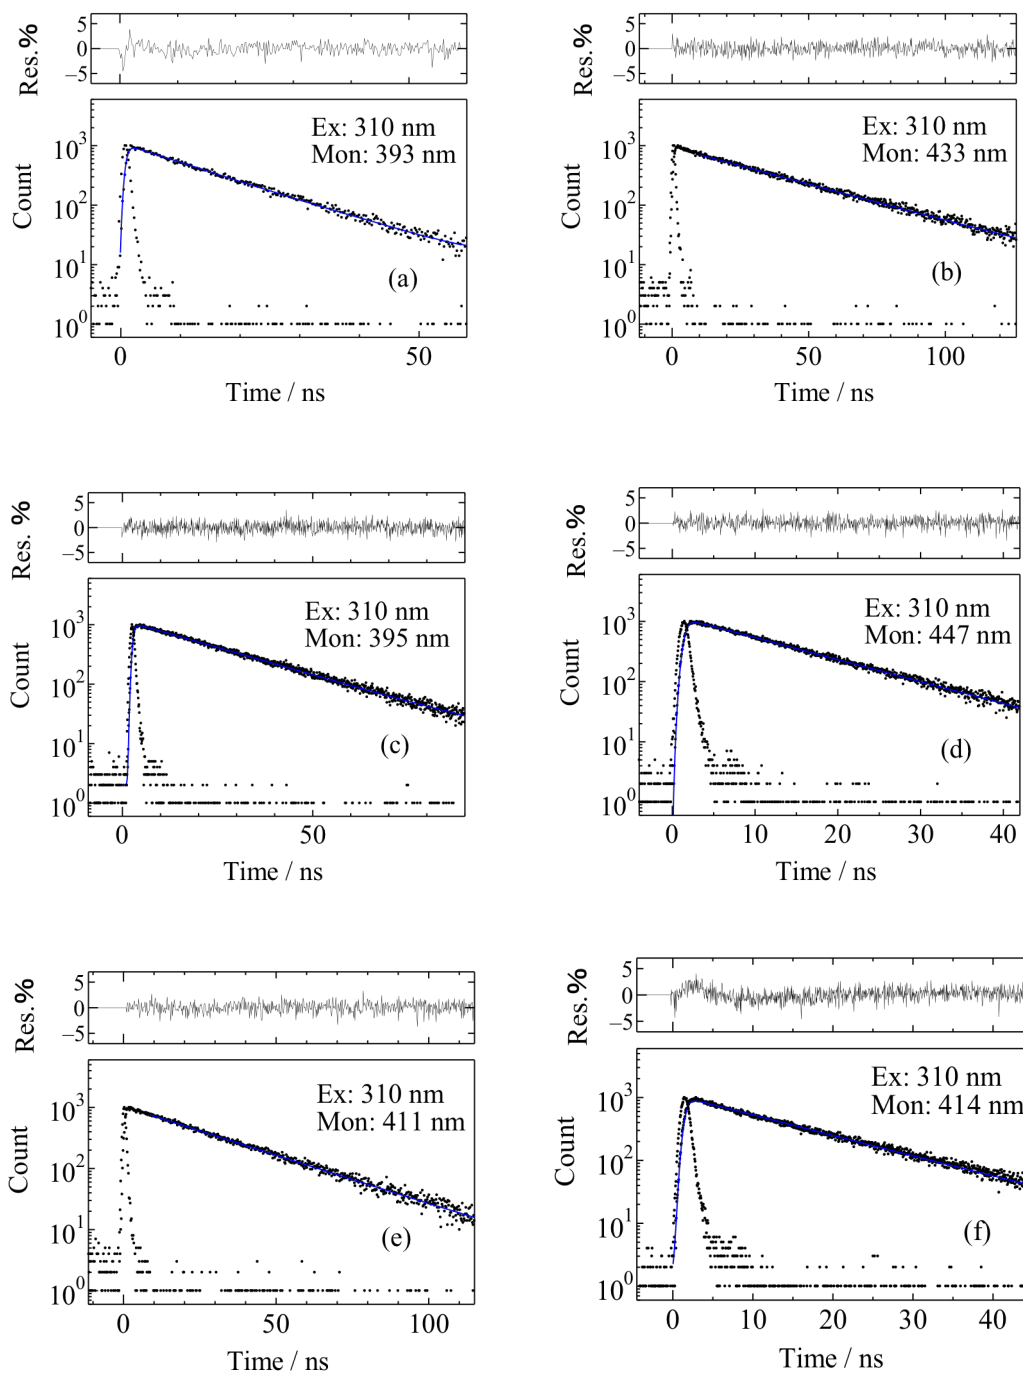 Res. %
5
0
−5
Count
10³
10²
10¹
10⁰
Ex: 310 nm
Mon: 393 nm
(a)
0 50
Time / ns
Res. %
5
0
−5
Count
10³
10²
10¹
10⁰
Ex: 310 nm
Mon: 433 nm
(b)
0 50 100
Time / ns
Res. %
5
0
−5
Count
10³
10²
10¹
10⁰
Ex: 310 nm
Mon: 395 nm
(c)
0 50
Time / ns
Res. %
5
0
−5
Count
10³
10²
10¹
10⁰
Ex: 310 nm
Mon: 447 nm
(d)
0 10 20 30 40
Time / ns
Res. %
5
0
−5
Count
10³
10²
10¹
10⁰
Ex: 310 nm
Mon: 411 nm
(e)
0 50 100
Time / ns
Res. %
5
0
−5
Count
10³
10²
10¹
10⁰
Ex: 310 nm
Mon: 414 nm
(f)
0 10 20 30 40
Time / ns